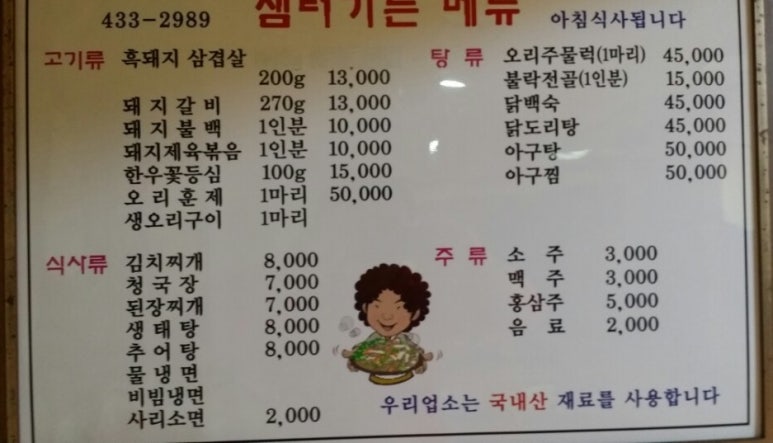 433-2989
샘터가든 메뉴
아침식사됩니다
고기류 흑돼지 삼겹살
200g 13,000
돼지갈비 270g 13,000
돼지불백 1인분 10,000
돼지제육볶음 1인분 10,000
한우꽃등심 100g 15,000
오리훈제 1마리 50,000
생오리구이 1마리
탕류 오리주물럭(1마리) 45,000
불락전골(1인분) 15,000
닭백숙 45,000
닭도리탕 45,000
아구탕 50,000
아구찜 50,000
식사류 김치찌개 8,000
청국장 7,000
된장찌개 7,000
생태탕 8,000
추어탕 8,000
물냉면
비빔냉면
사리소면 2,000
주류 소주 3,000
맥주 3,000
홍삼주 5,000
음료 2,000
우리업소는 국내산 재료를 사용합니다